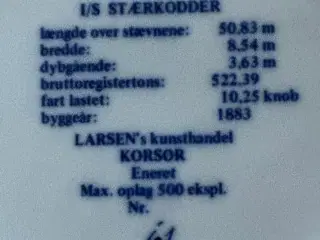 I/S STÆRKODDER
længde over stævnene: 50,83 m
bredde: 8,54 m
dybgående: 3,63 m
bruttoregistertons: 522.39
fart lastet: 10,25 knob
byggeår: 1883
LARSEN's kunsthandel
KORSØR
Eneret
Max. oplag 500 ekspl.
Nr.